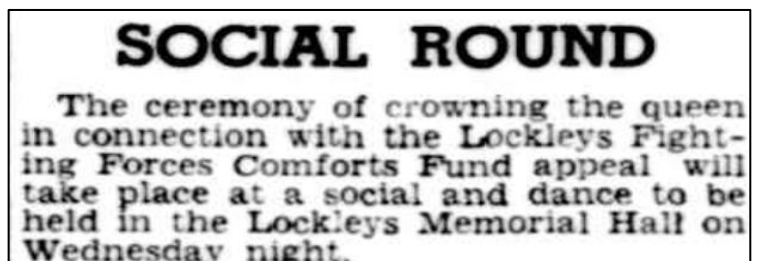 SOCIAL ROUND
The ceremony of crowning the queen
in connection with the Lockleys Fight-
ing Forces Comforts Fund appeal will
take place at a social and dance to be
held in the Lockleys Memorial Hall on
Wednesday night.